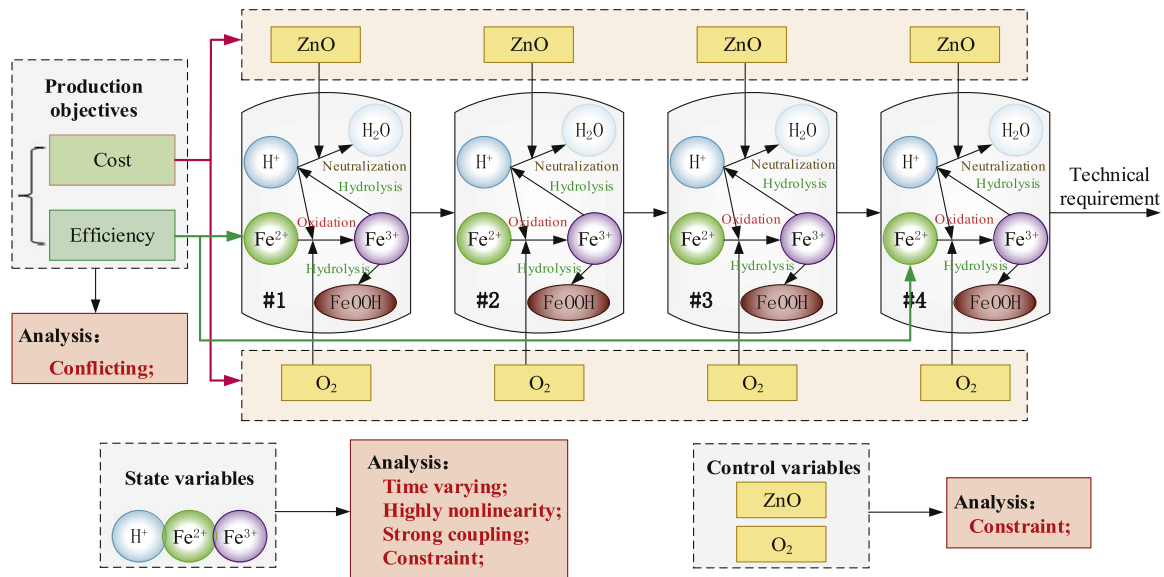 ZnO
ZnO
ZnO
ZnO
Production
objectives
Cost
Efficiency
H₂O
H⁺
Neutralization
Hydrolysis
Oxidation
Fe²⁺
Fe³⁺
Hydrolysis
#1
FeOOH
H₂O
H⁺
Neutralization
Hydrolysis
Oxidation
Fe²⁺
Fe³⁺
Hydrolysis
#2
FeOOH
H₂O
H⁺
Neutralization
Hydrolysis
Oxidation
Fe²⁺
Fe³⁺
Hydrolysis
#3
FeOOH
H₂O
H⁺
Neutralization
Hydrolysis
Oxidation
Fe²⁺
Fe³⁺
Hydrolysis
#4
FeOOH
Technical
requirement
Analysis:
Conflicting;
O₂
O₂
O₂
O₂
State variables
H⁺
Fe²⁺
Fe³⁺
Analysis:
Time varying;
Highly nonlinearity;
Strong coupling;
Constraint;
Control variables
ZnO
O₂
Analysis:
Constraint;